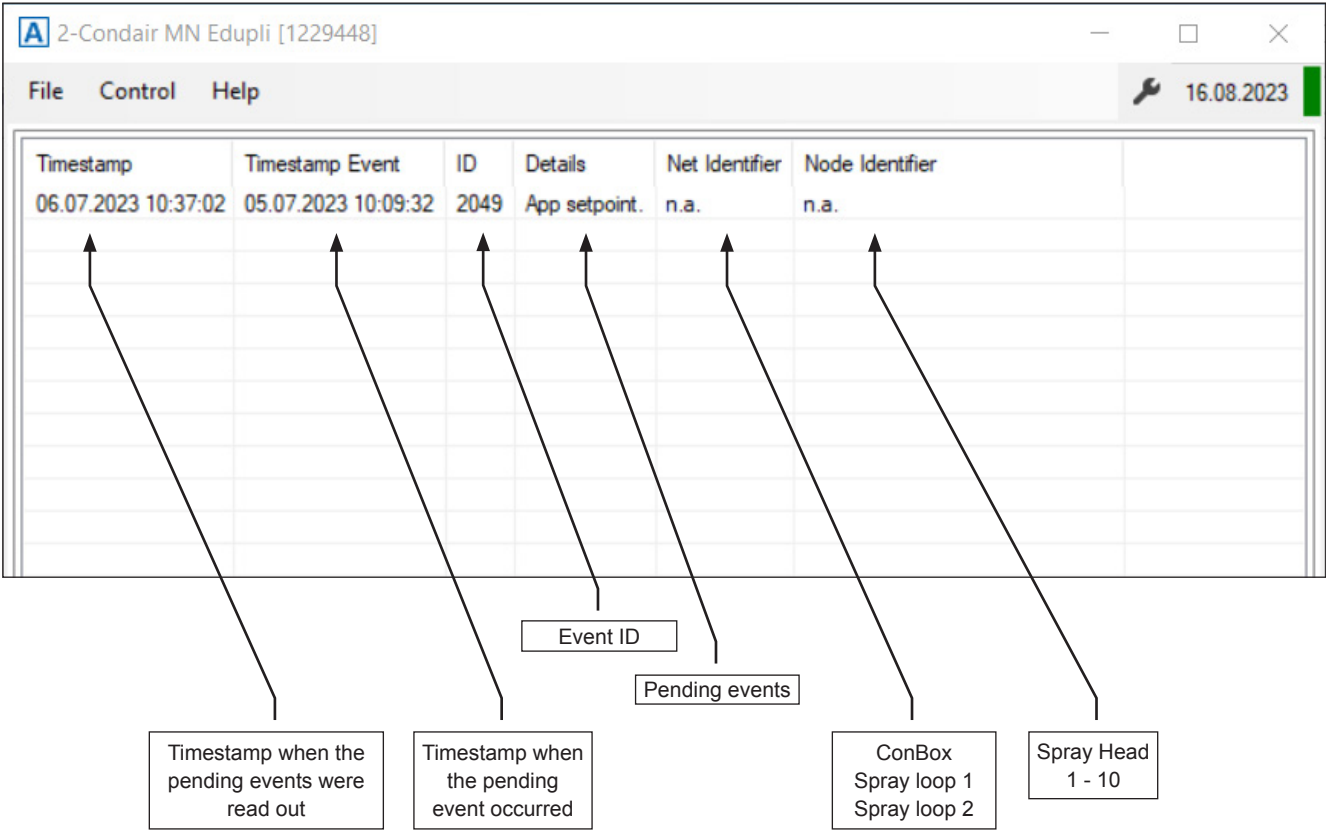 A 2-Condair MN Edupli [1229448]
File Control Help 16.08.2023
Timestamp Timestamp Event ID Details Net Identifier Node Identifier
06.07.2023 10:37:02 05.07.2023 10:09:32 2049 App setpoint. n.a. n.a.
Event ID
Pending events
Timestamp when the
pending events were
read out
Timestamp when
the pending
event occurred
ConBox
Spray loop 1
Spray loop 2
Spray Head
1 - 10